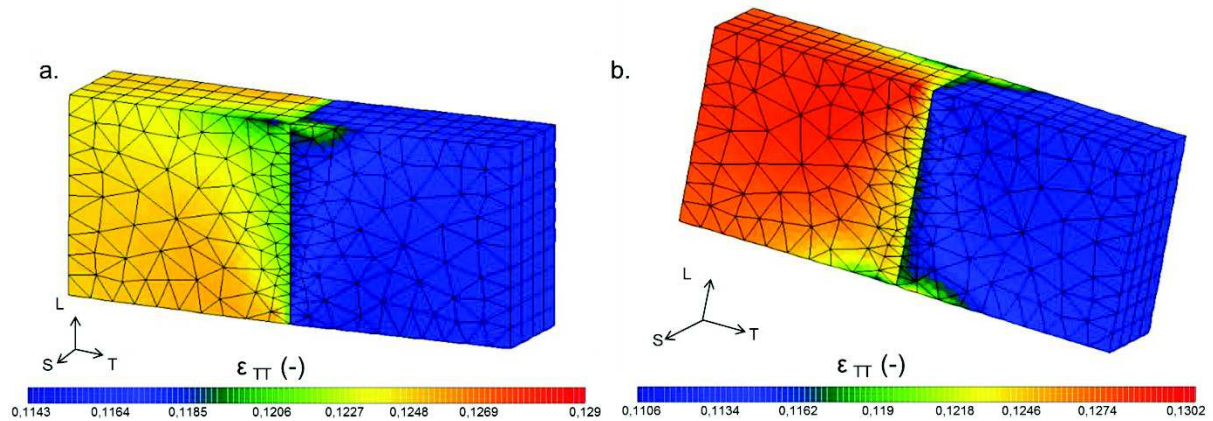 a.
L
S
T
ε TT (-)
0,1143 0,1164 0,1185 0,1206 0,1227 0,1248 0,1269 0,129
b.
L
S
T
ε TT (-)
0,1106 0,1134 0,1162 0,119 0,1218 0,1246 0,1274 0,1302